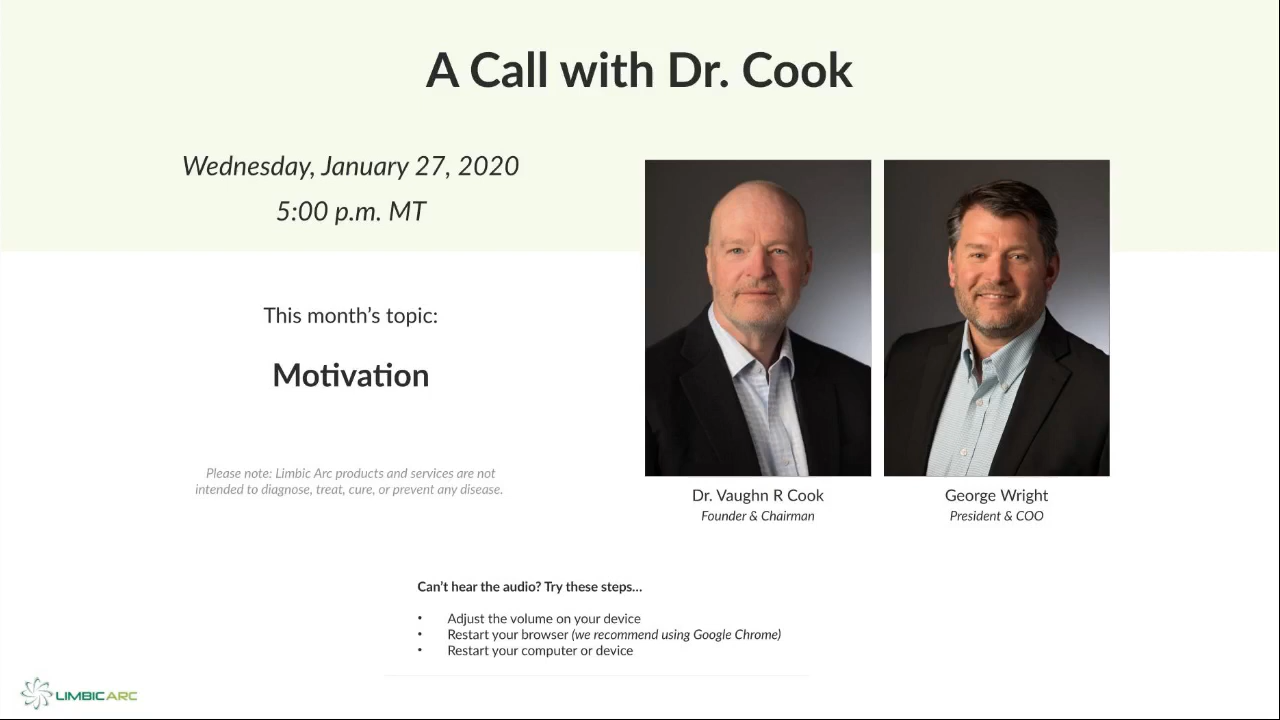 A Call with Dr. Cook
Wednesday, January 27, 2020
5:00 p.m. MT
This month's topic:
Motivation
Please note: Limbic Arc products and services are not
intended to diagnose, treat, cure, or prevent any disease.
Dr. Vaughn R Cook
Founder & Chairman
George Wright
President & COO
Can't hear the audio? Try these steps...
• Adjust the volume on your device
• Restart your browser (we recommend using Google Chrome)
• Restart your computer or device
LIMBIC ARC